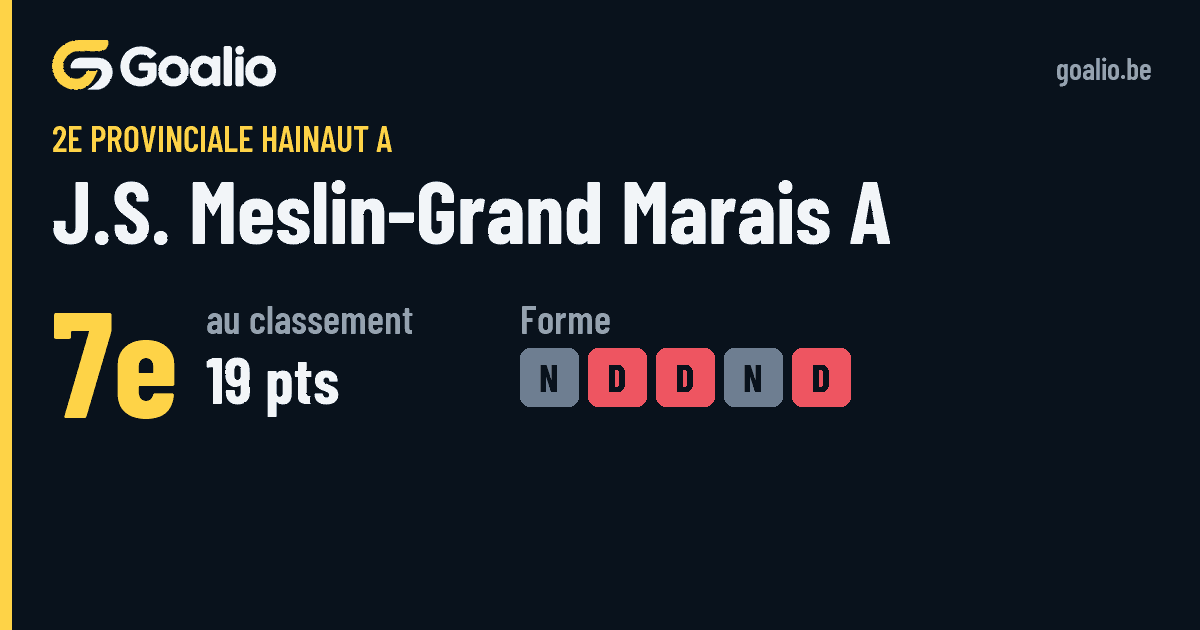 Goalio
goalio.be
2E PROVINCIALE HAINAUT A
J.S. Meslin-Grand Marais A
7e
au classement
19 pts
Forme
N D D N D